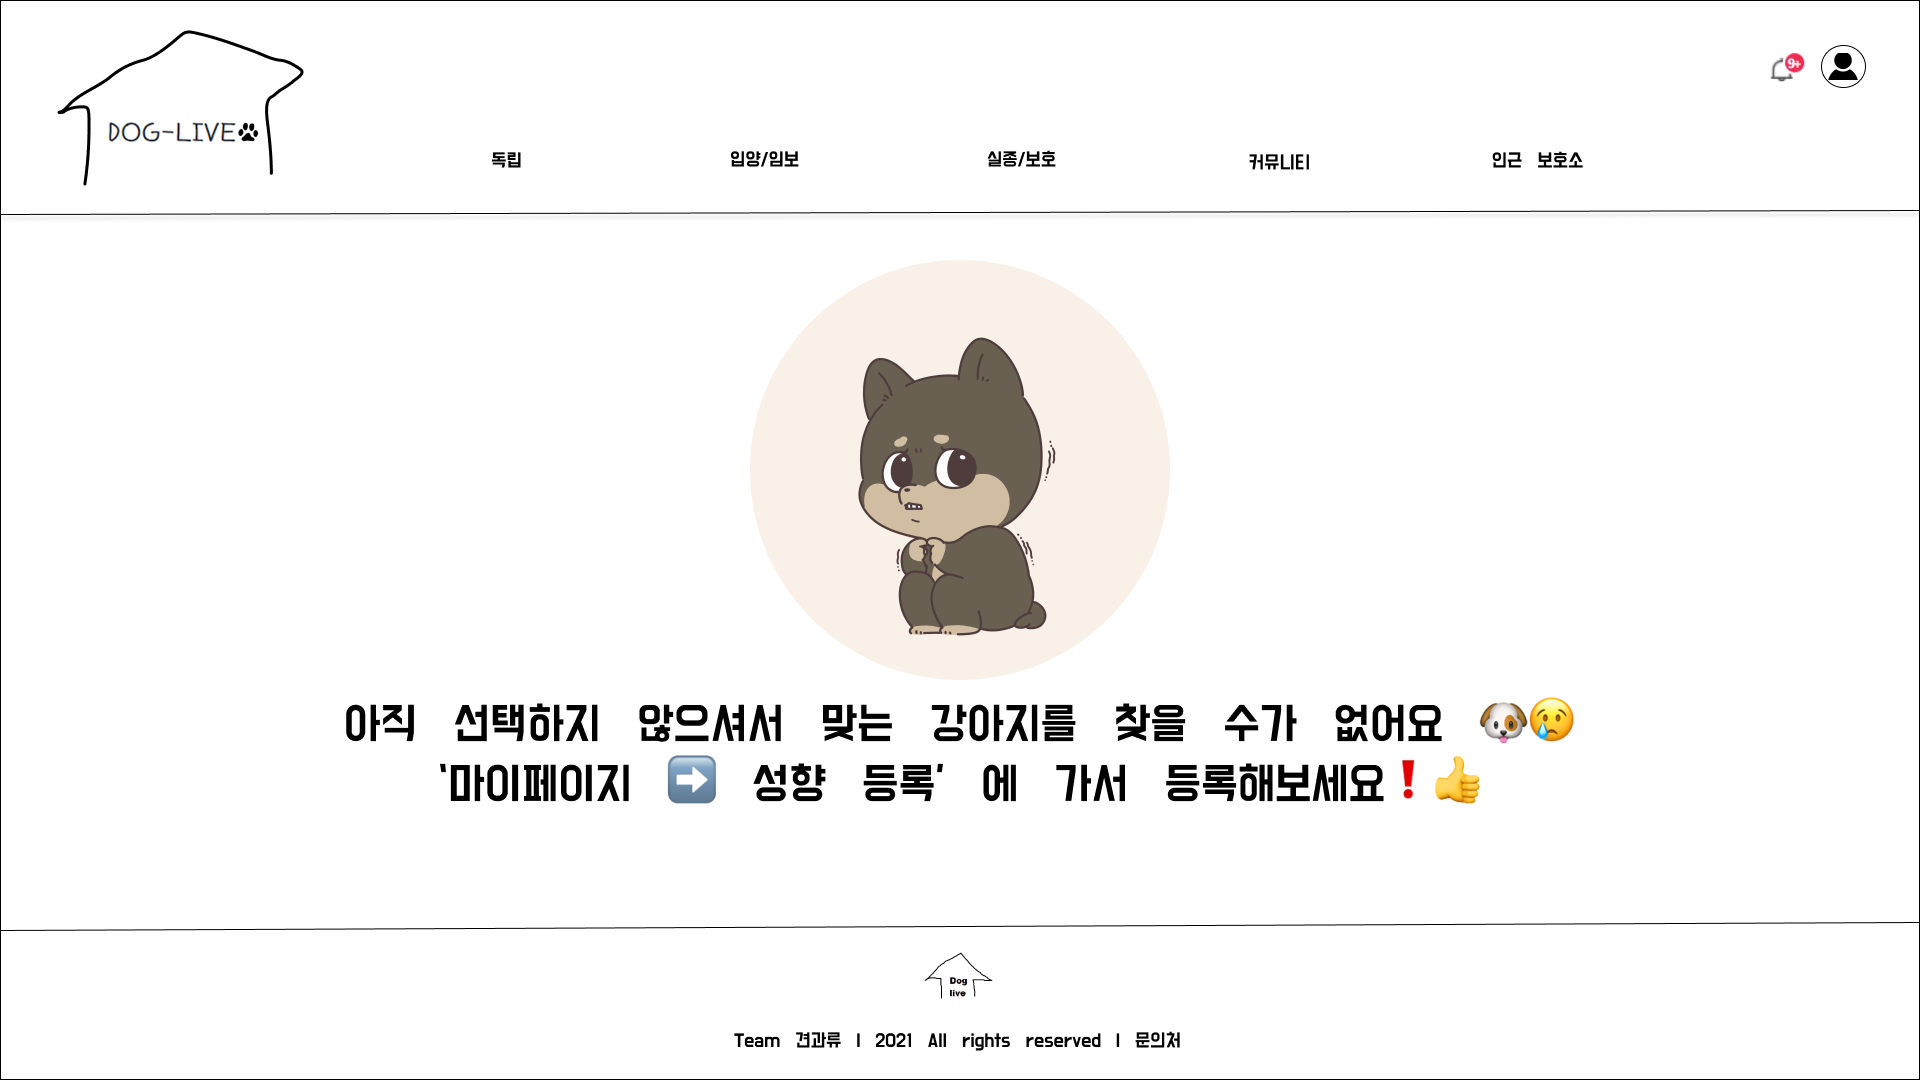 DOG-LIVE
9+
독립 입양/임보 실종/보호 커뮤니티 인근 보호소
아직 선택하지 않으셔서 맞는 강아지를 찾을 수가 없어요 🐶😢
‘마이페이지 ➡️ 성향 등록’ 에 가서 등록해보세요❗👍
Dog
live
Team 견과류 | 2021 All rights reserved | 문의처